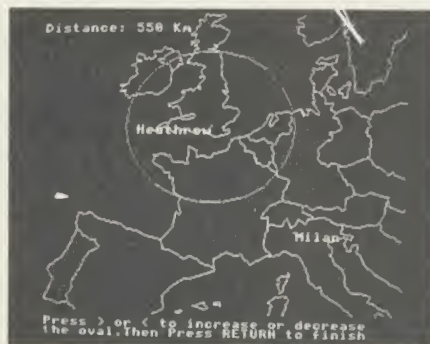 Distance: 550 Km
Heathrow
Milan
Press > or < to increase or decrease
the oval.Then Press RETURN to finish